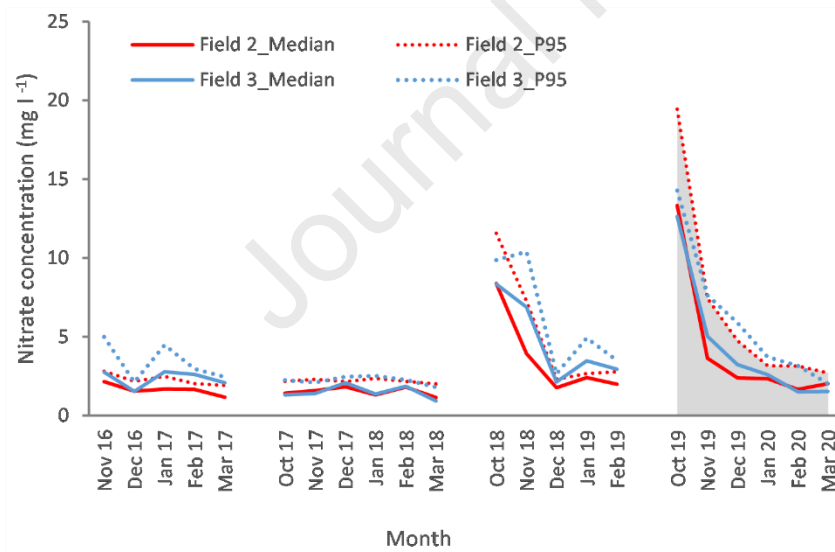 Journal
Field 2_Median
Field 2_P95
Field 3_Median
Field 3_P95
Nitrate concentration (mg l⁻¹)
25
20
15
10
5
0
Nov 16
Dec 16
Jan 17
Feb 17
Mar 17
Oct 17
Nov 17
Dec 17
Jan 18
Feb 18
Mar 18
Oct 18
Nov 18
Dec 18
Jan 19
Feb 19
Oct 19
Nov 19
Dec 19
Jan 20
Feb 20
Mar 20
Month